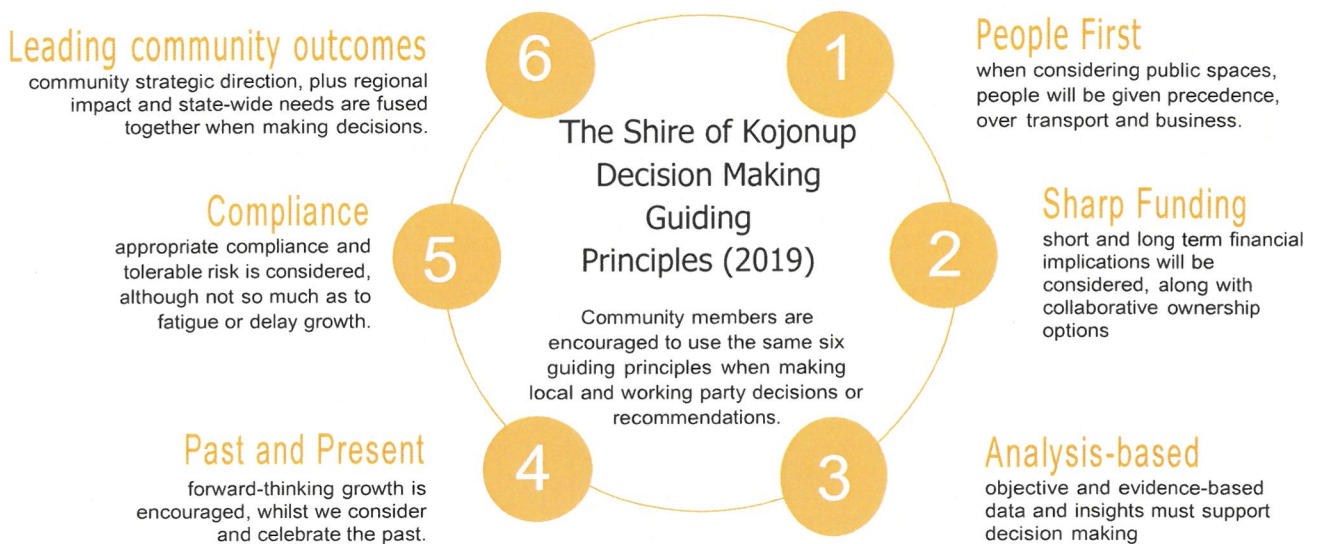 The Shire of Kojonup
Decision Making
Guiding
Principles (2019)
Community members are
encouraged to use the same six
guiding principles when making
local and working party decisions or
recommendations.
1
People First
when considering public spaces,
people will be given precedence,
over transport and business.
2
Sharp Funding
short and long term financial
implications will be
considered, along with
collaborative ownership
options
3
Analysis-based
objective and evidence-based
data and insights must support
decision making
4
Past and Present
forward-thinking growth is
encouraged, whilst we consider
and celebrate the past.
5
Compliance
appropriate compliance and
tolerable risk is considered,
although not so much as to
fatigue or delay growth.
6
Leading community outcomes
community strategic direction, plus regional
impact and state-wide needs are fused
together when making decisions.